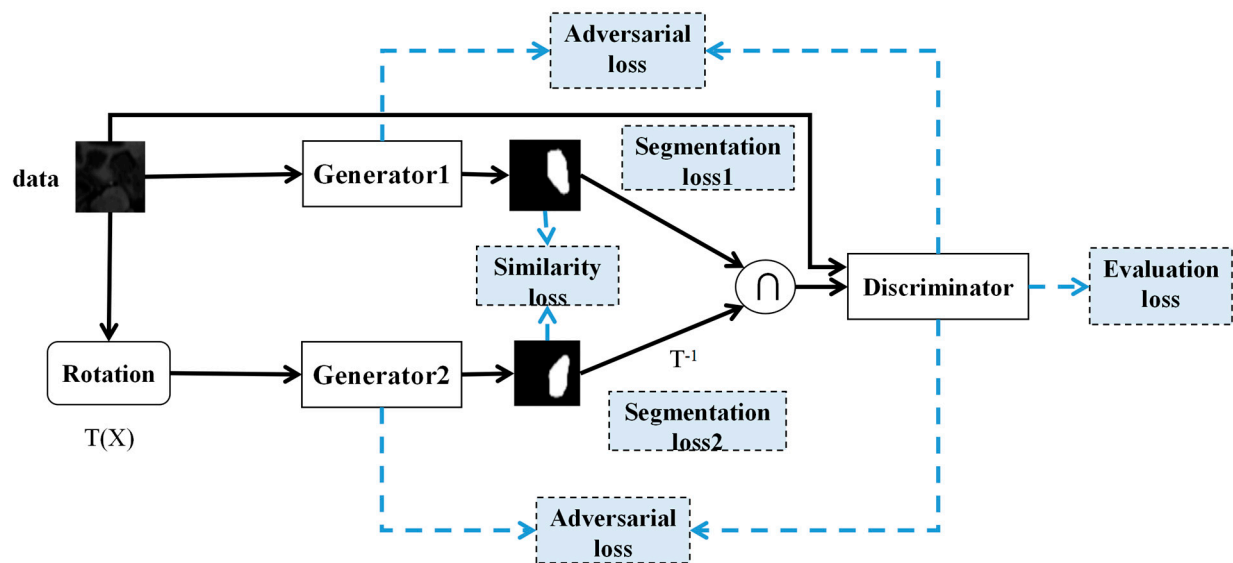 Adversarial
loss
Segmentation
loss1
data
Generator1
Similarity
loss
∩
Discriminator
Evaluation
loss
Rotation
Generator2
T⁻¹
T(X)
Segmentation
loss2
Adversarial
loss